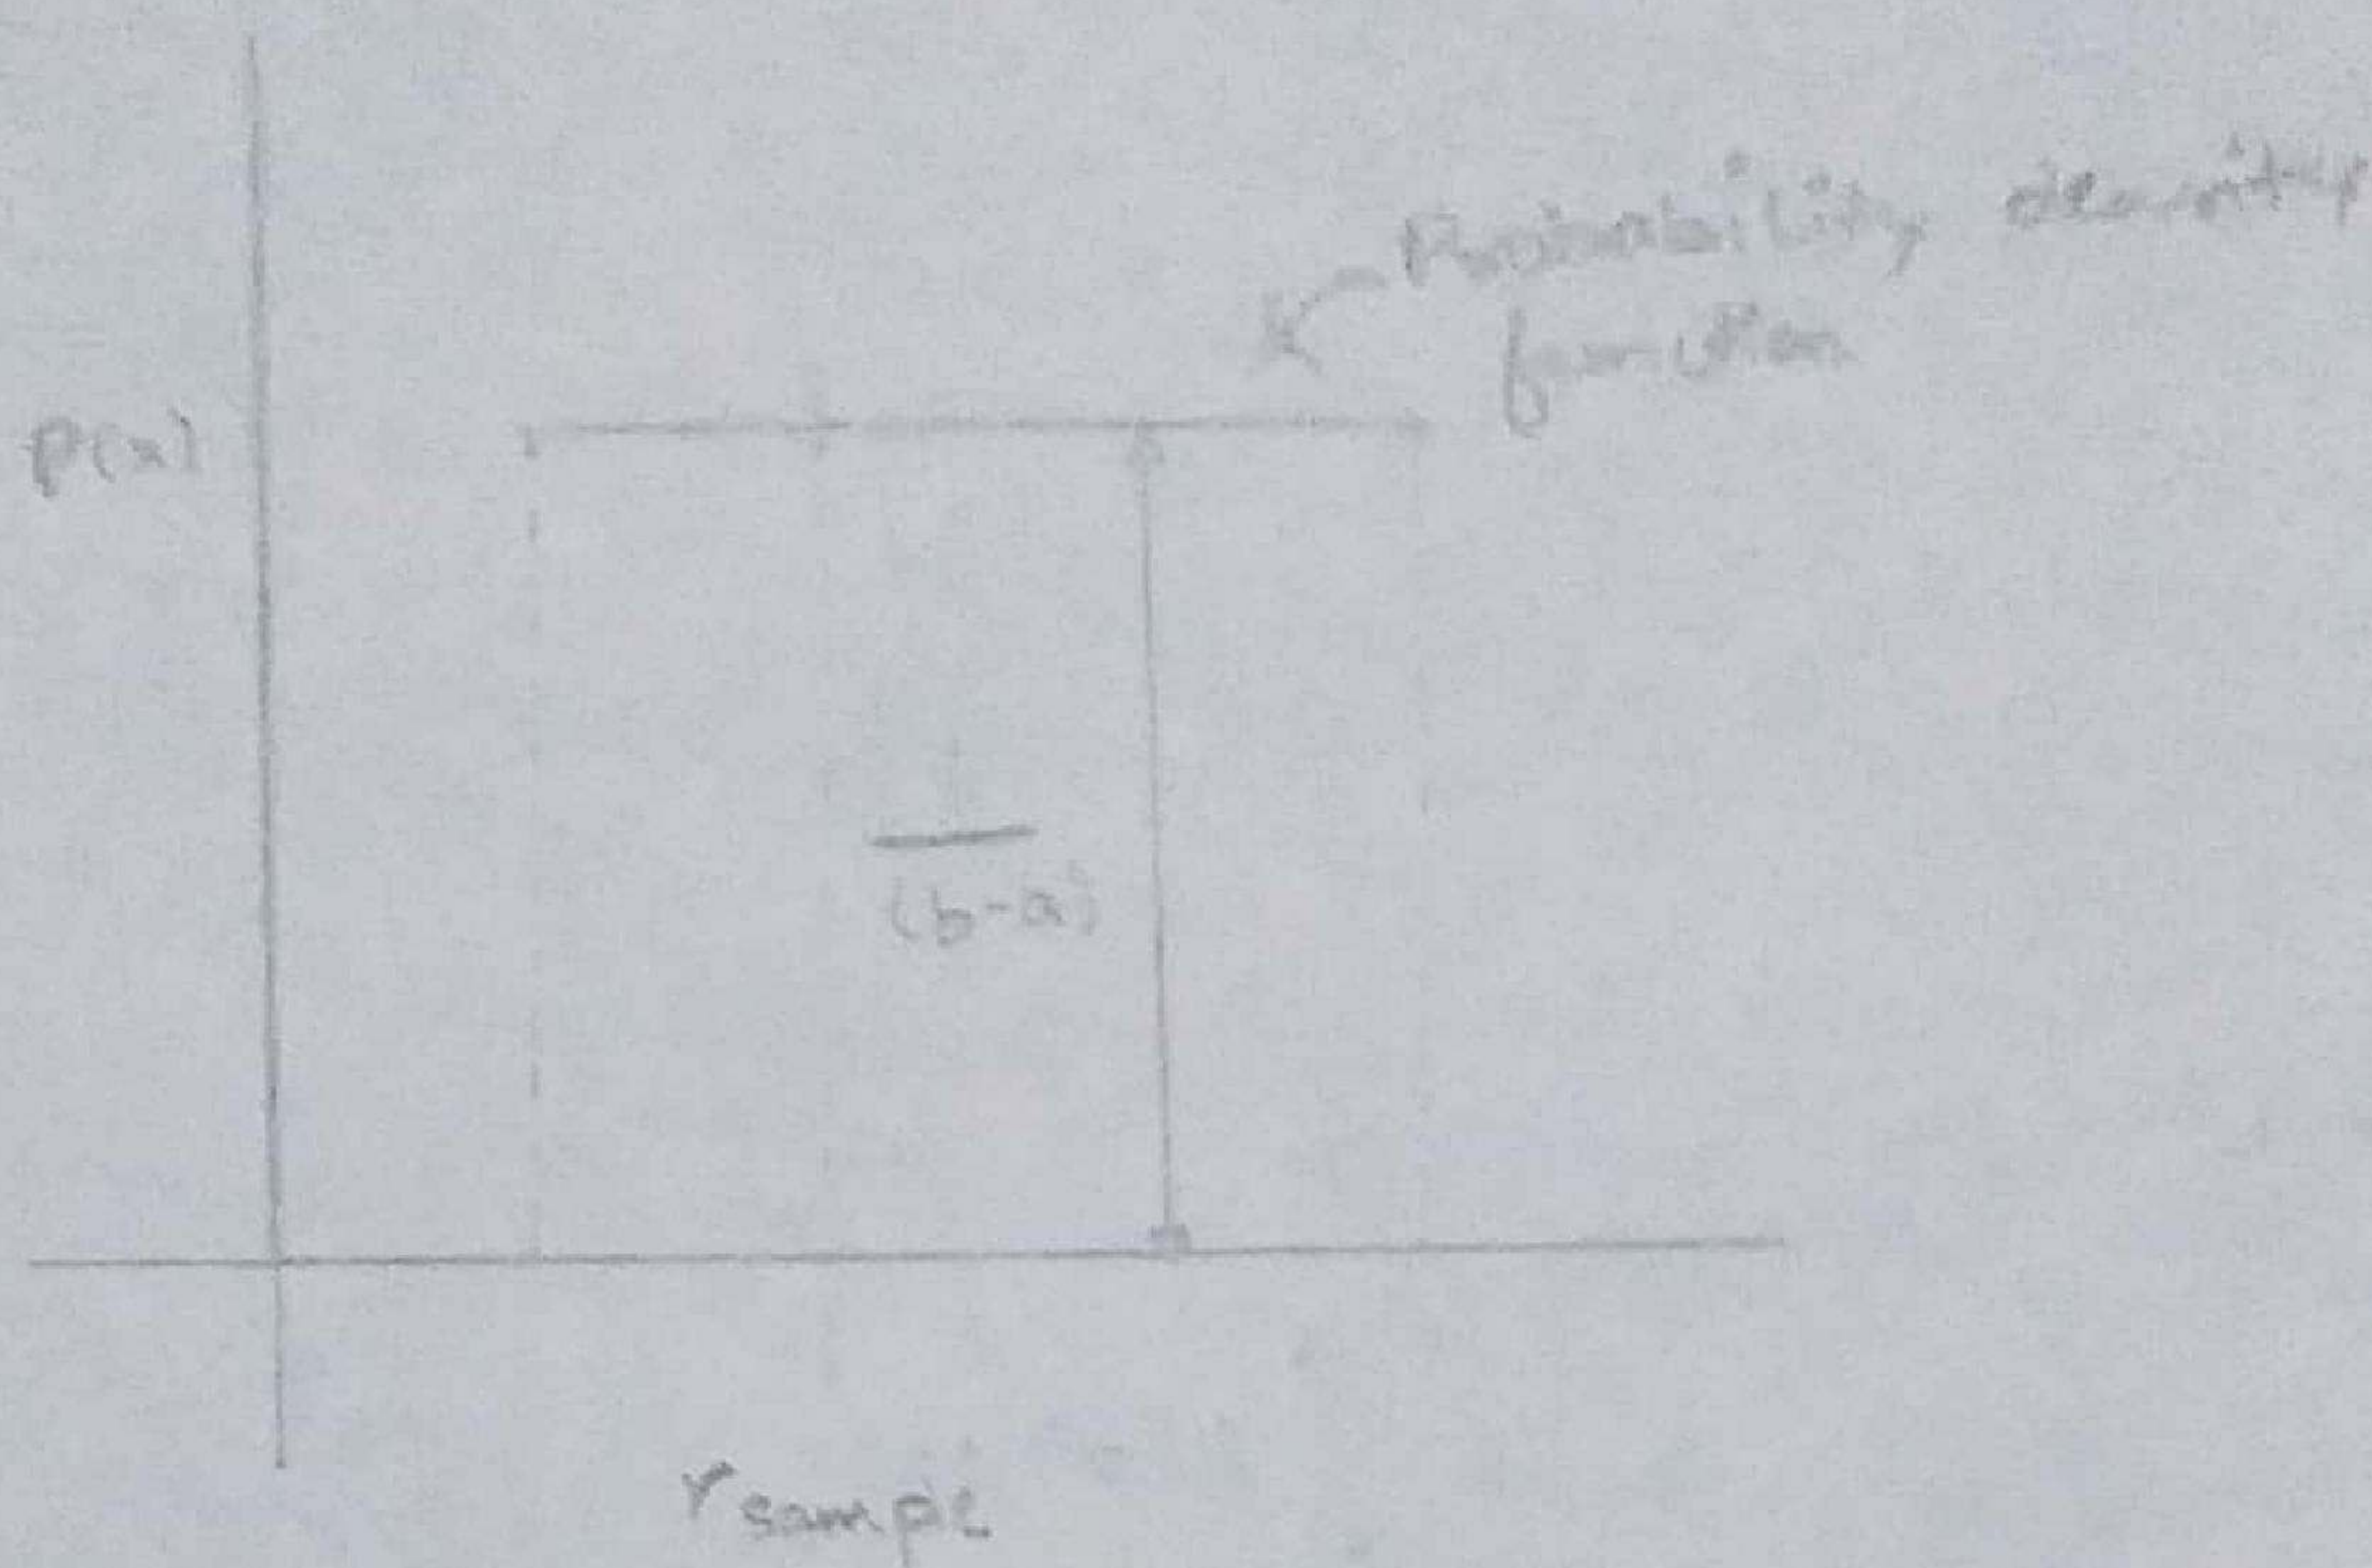 Probability density
function
P(x)
1
(b-a)
r sample